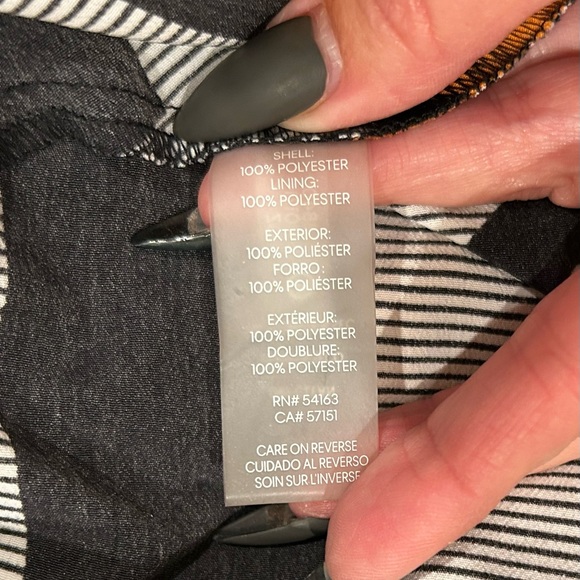 SHELL:
100% POLYESTER
LINING:
100% POLYESTER
EXTERIOR:
100% POLIÉSTER
FORRO:
100% POLIÉSTER
EXTÉRIEUR:
100% POLYESTER
DOUBLURE:
100% POLYESTER
RN# 54163
CA# 57151
CARE ON REVERSE
CUIDADO AL REVERSO
SOIN SUR L'INVERSE